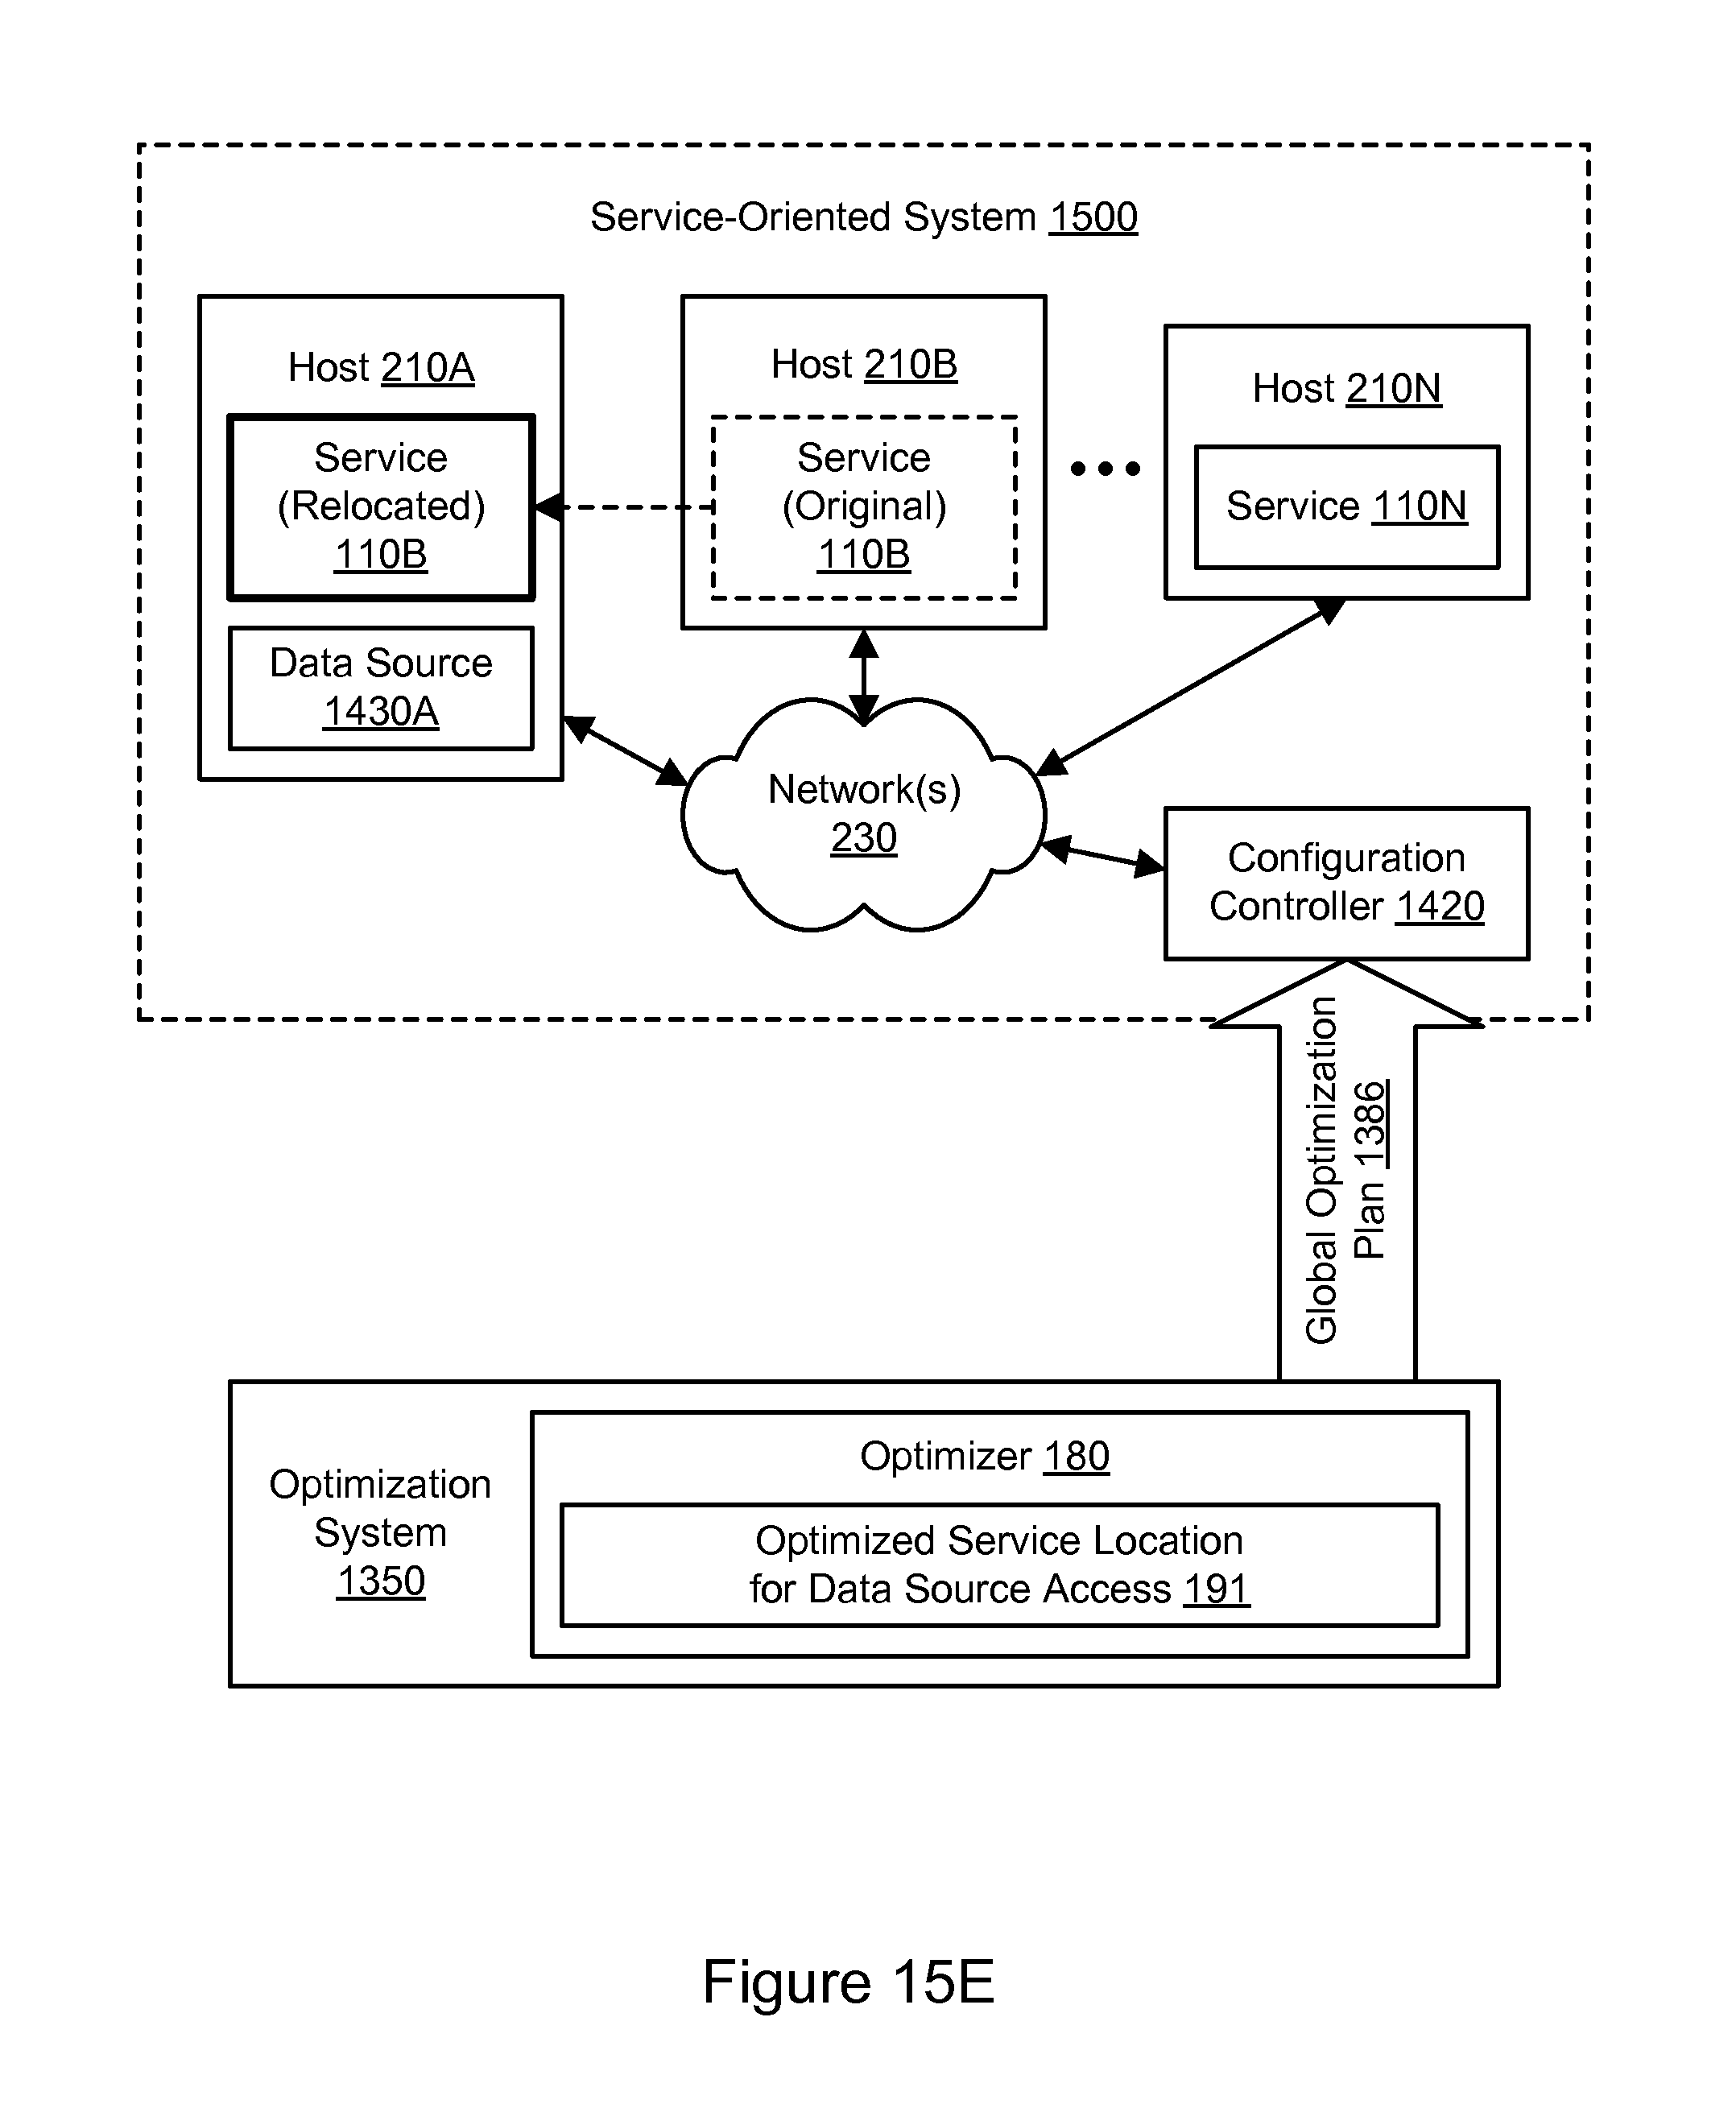 Service-Oriented System 1500
Host 210A
Service
(Relocated)
110B
Data Source
1430A
Host 210B
Service
(Original)
110B
Host 210N
Service 110N
Network(s)
230
Configuration
Controller 1420
Global Optimization
Plan 1386
Optimization
System
1350
Optimizer 180
Optimized Service Location
for Data Source Access 191
Figure 15E